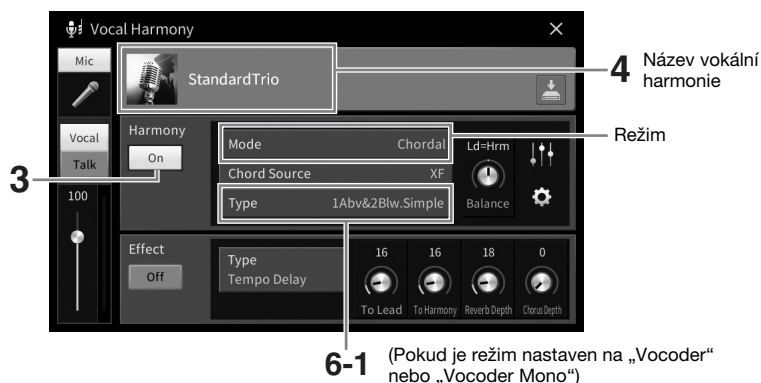 Vocal Harmony
Mic
StandardTrio
4 Název vokální
harmonie
Vocal
Talk
Harmony
On
Mode Chordal
Chord Source XF
Type 1Abv&2Blw.Simple
Ld=Hrm
Balance
Režim
3
100
Effect
Off
Type
Tempo Delay
16 16 18 0
To Lead To Harmony Reverb Depth Chorus Depth
6-1 (Pokud je režim nastaven na „Vocoder“
nebo „Vocoder Mono“)